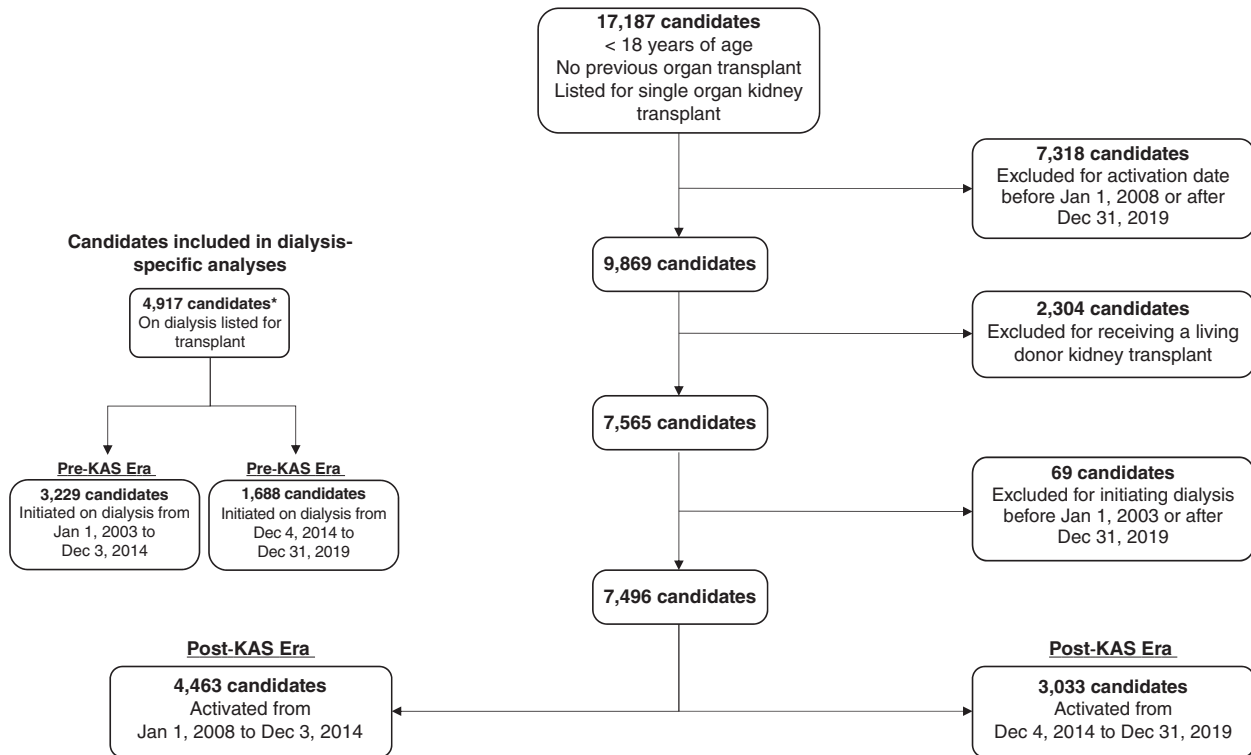 17,187 candidates
< 18 years of age
No previous organ transplant
Listed for single organ kidney
transplant
7,318 candidates
Excluded for activation date
before Jan 1, 2008 or after
Dec 31, 2019
9,869 candidates
2,304 candidates
Excluded for receiving a living
donor kidney transplant
7,565 candidates
69 candidates
Excluded for initiating dialysis
before Jan 1, 2003 or after
Dec 31, 2019
7,496 candidates
Post-KAS Era
4,463 candidates
Activated from
Jan 1, 2008 to Dec 3, 2014
Post-KAS Era
3,033 candidates
Activated from
Dec 4, 2014 to Dec 31, 2019
Candidates included in dialysis-
specific analyses
4,917 candidates*
On dialysis listed for
transplant
Pre-KAS Era
3,229 candidates
Initiated on dialysis from
Jan 1, 2003 to
Dec 3, 2014
Pre-KAS Era
1,688 candidates
Initiated on dialysis from
Dec 4, 2014 to
Dec 31, 2019